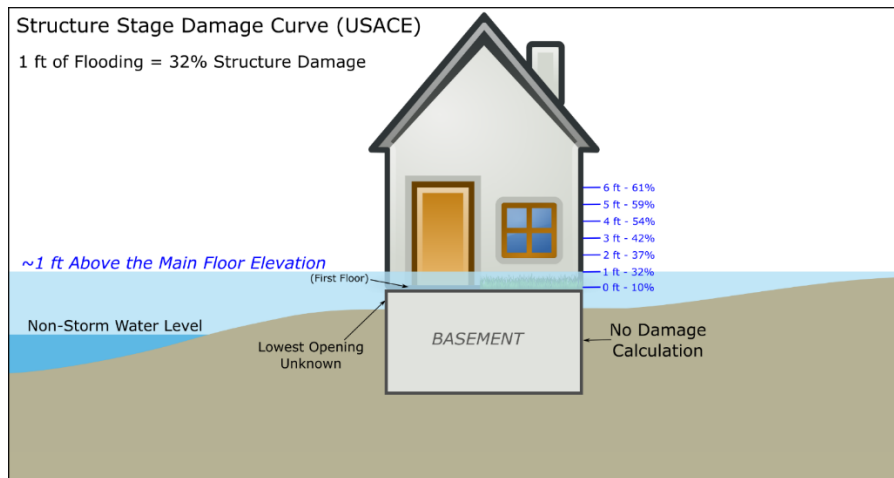 Structure Stage Damage Curve (USACE)
1 ft of Flooding = 32% Structure Damage
6 ft - 61%
5 ft - 59%
4 ft - 54%
3 ft - 42%
2 ft - 37%
1 ft - 32%
0 ft - 10%
~1 ft Above the Main Floor Elevation
(First Floor)
Non-Storm Water Level
Lowest Opening
Unknown
BASEMENT
No Damage
Calculation